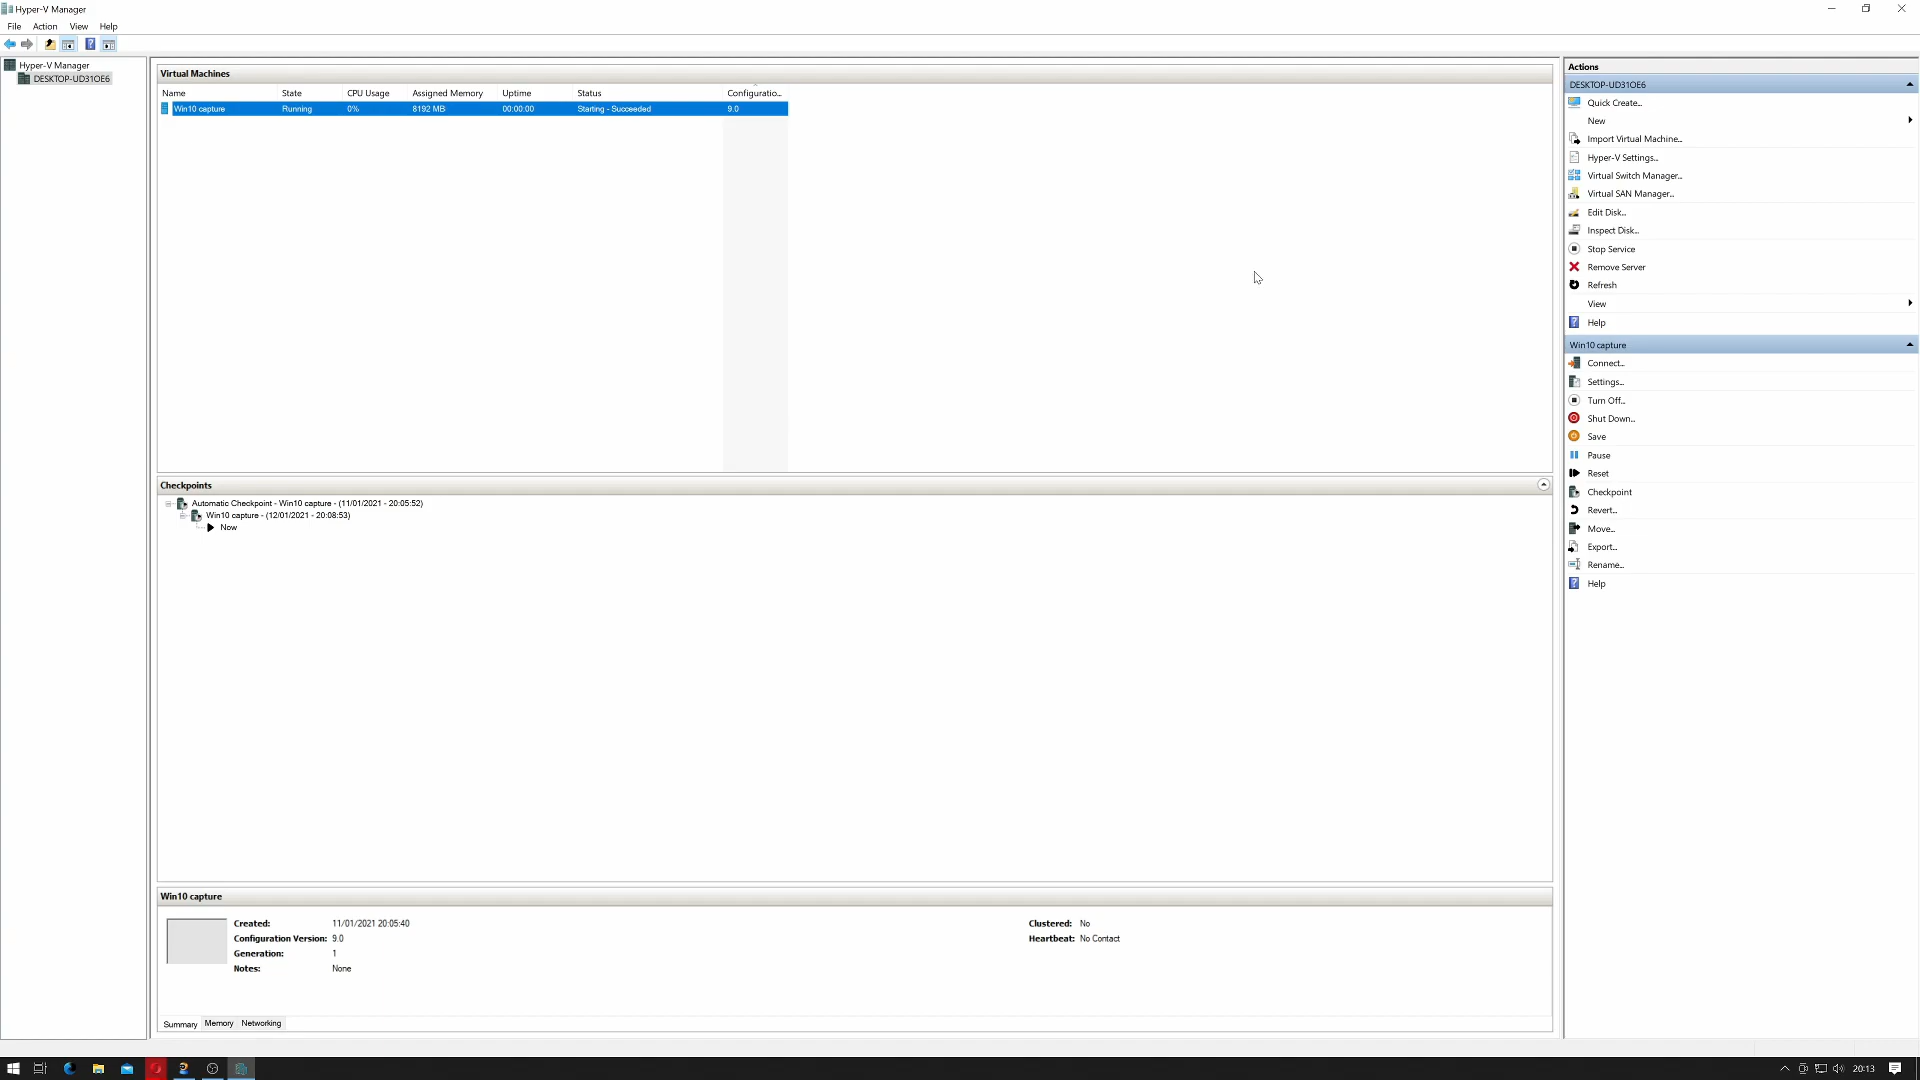 Hyper-V Manager
File Action View Help
Hyper-V Manager
DESKTOP-UD31OE6
Virtual Machines
Name State CPU Usage Assigned Memory Uptime Status Configuratio...
Win10 capture Running 0% 8192 MB 00:00:00 Starting - Succeeded 9.0
Checkpoints
Automatic Checkpoint - Win10 capture - (11/01/2021 - 20:05:52)
Win10 capture - (12/01/2021 - 20:08:53)
Now
Win10 capture
Created: 11/01/2021 20:05:40
Configuration Version: 9.0
Generation: 1
Notes: None
Clustered: No
Heartbeat: No Contact
Summary Memory Networking
Actions
DESKTOP-UD31OE6
Quick Create...
New
Import Virtual Machine...
Hyper-V Settings...
Virtual Switch Manager...
Virtual SAN Manager...
Edit Disk...
Inspect Disk...
Stop Service
Remove Server
Refresh
View
Help
Win10 capture
Connect...
Settings...
Turn Off...
Shut Down...
Save
Pause
Reset
Checkpoint
Revert...
Move...
Export...
Rename...
Help
20:13